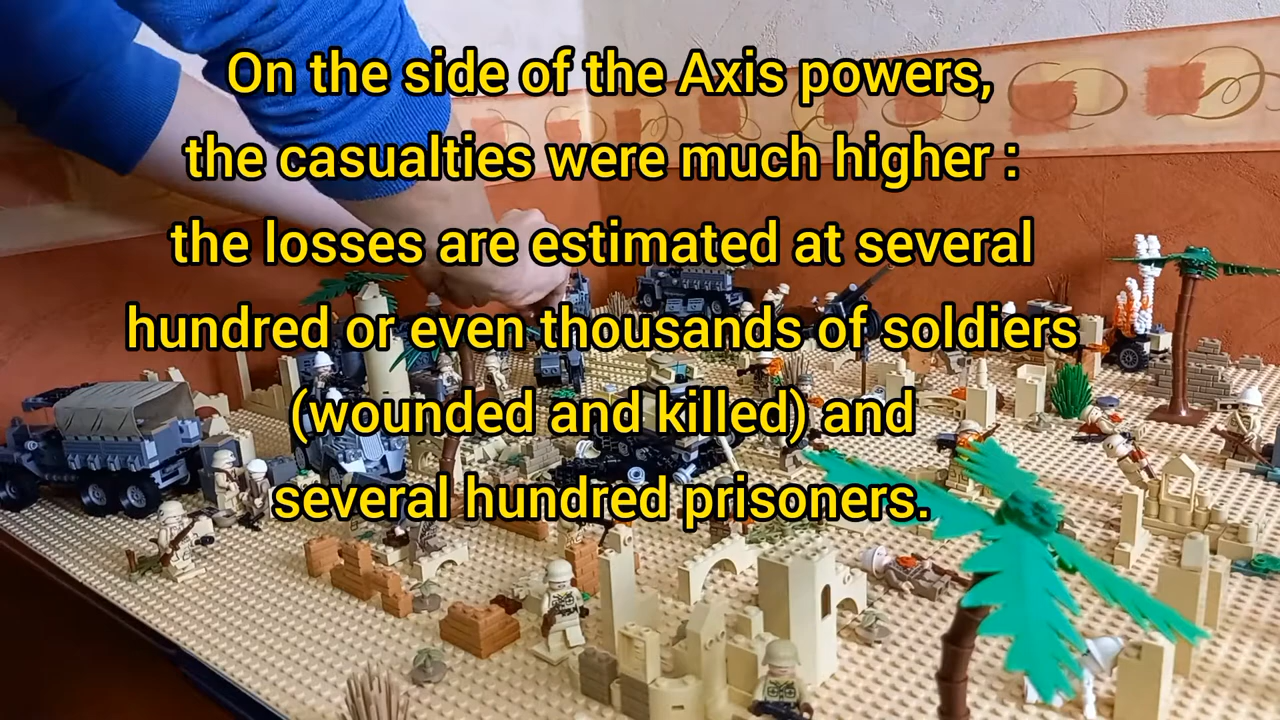 On the side of the Axis powers,
the casualties were much higher :
the losses are estimated at several
hundred or even thousands of soldiers
(wounded and killed) and
several hundred prisoners.